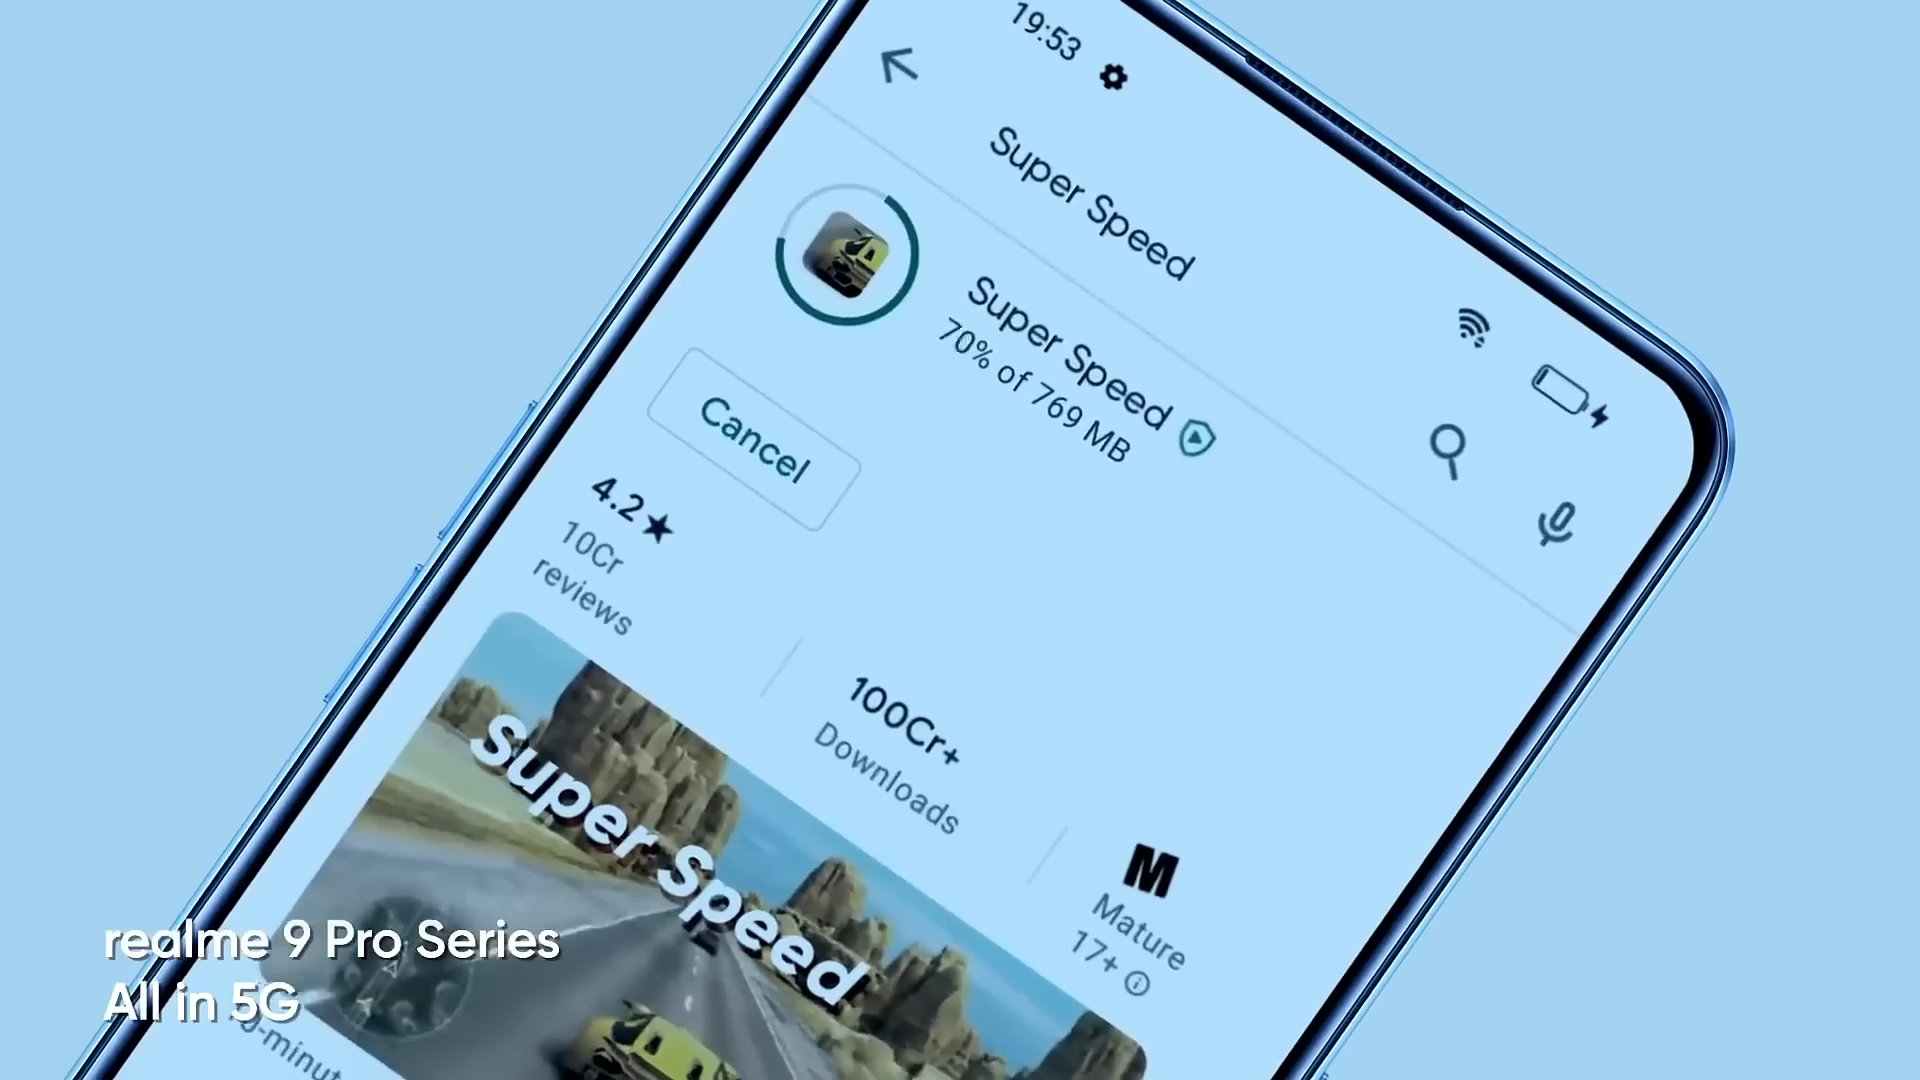 19:53
Super Speed
Super Speed
70% of 769 MB
Cancel
4.2★
10Cr
reviews
100Cr+
Downloads
M
Mature
17+
Super Speed
realme 9 Pro Series
All in 5G